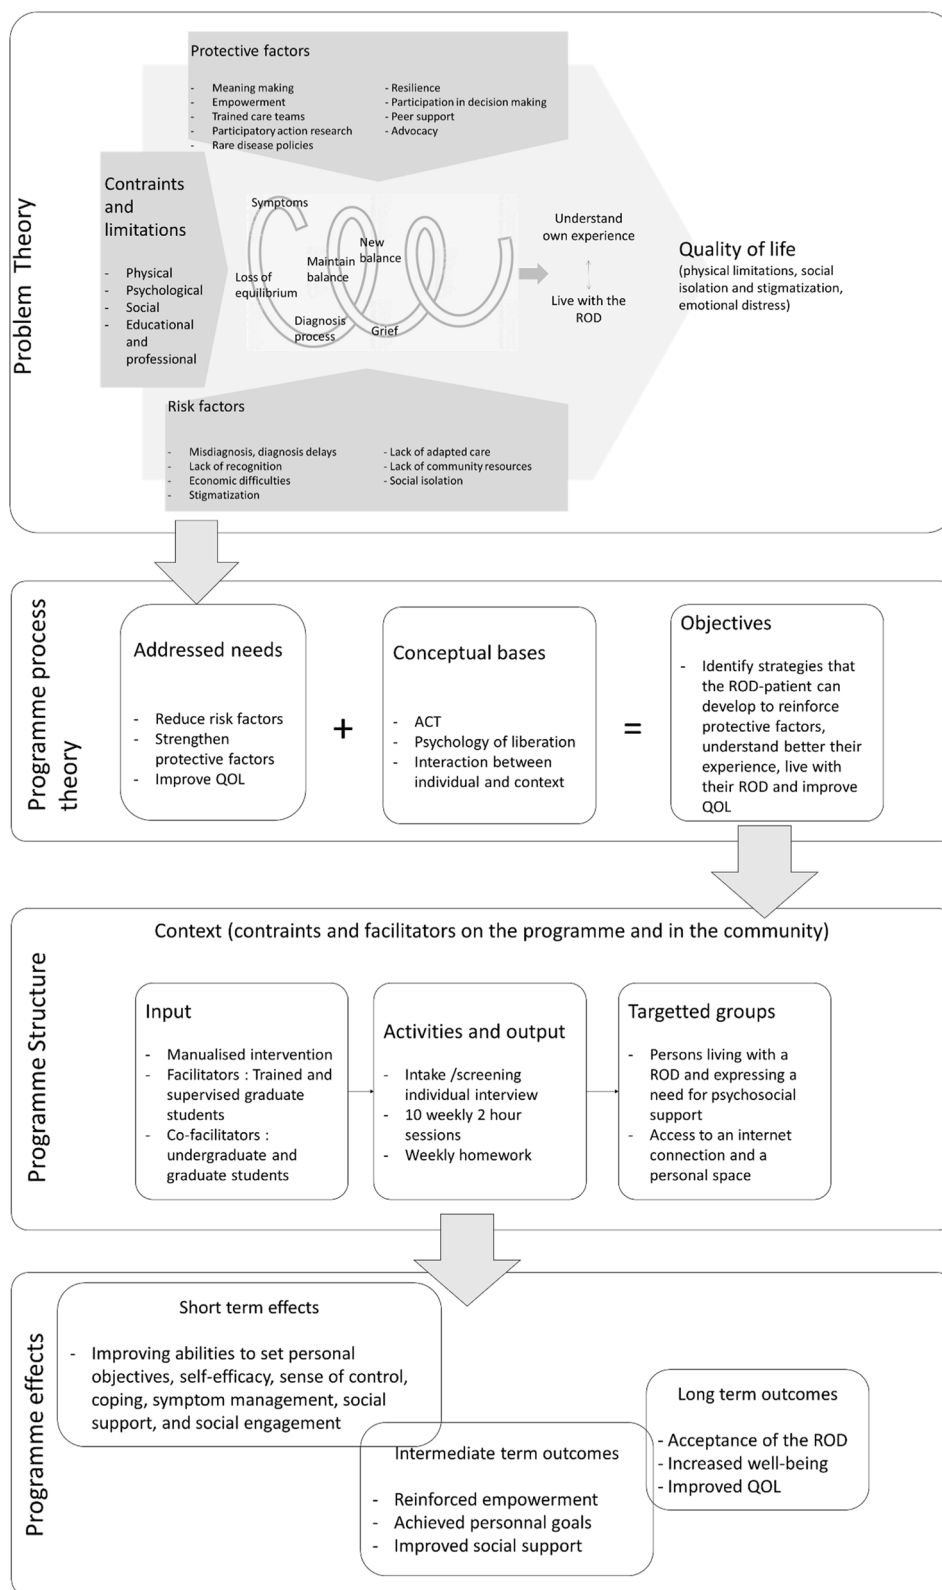 Problem Theory
Protective factors
- Meaning making
- Empowerment
- Trained care teams
- Participatory action research
- Rare disease policies
- Resilience
- Participation in decision making
- Peer support
- Advocacy
Contraints
and
limitations
- Physical
- Psychological
- Social
- Educational
and
professional
Symptoms
Loss of
equilibrium
Diagnosis
process
Maintain
balance
New
balance
Grief
Understand
own experience
Live with the
ROD
Quality of life
(physical limitations, social
isolation and stigmatization,
emotional distress)
Risk factors
- Misdiagnosis, diagnosis delays
- Lack of recognition
- Economic difficulties
- Stigmatization
- Lack of adapted care
- Lack of community resources
- Social isolation
Programme process
theory
Addressed needs
- Reduce risk factors
- Strengthen
protective factors
- Improve QOL
+
Conceptual bases
- ACT
- Psychology of liberation
- Interaction between
individual and context
=
Objectives
- Identify strategies that
the ROD-patient can
develop to reinforce
protective factors,
understand better their
experience, live with
their ROD and improve
QOL
Programme Structure
Context (contraints and facilitators on the programme and in the community)
Input
- Manualised intervention
- Facilitators : Trained and
supervised graduate
students
- Co-facilitators :
undergraduate and
graduate students
Activities and output
- Intake /screening
individual interview
- 10 weekly 2 hour
sessions
- Weekly homework
Targetted groups
- Persons living with a
ROD and expressing a
need for psychosocial
support
- Access to an internet
connection and a
personal space
Programme effects
Short term effects
- Improving abilities to set personal
objectives, self-efficacy, sense of control,
coping, symptom management, social
support, and social engagement
Intermediate term outcomes
- Reinforced empowerment
- Achieved personnal goals
- Improved social support
Long term outcomes
- Acceptance of the ROD
- Increased well-being
- Improved QOL